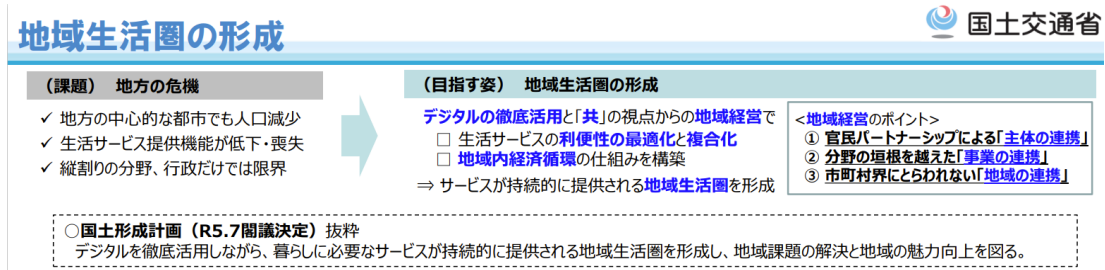 地域生活圏の形成
国土交通省
(課題) 地方の危機
✓ 地方の中心的な都市でも人口減少
✓ 生活サービス提供機能が低下・喪失
✓ 縦割りの分野、行政だけでは限界
(目指す姿) 地域生活圏の形成
デジタルの徹底活用と「共」の視点からの地域経営で
□ 生活サービスの利便性の最適化と複合化
□ 地域内経済循環の仕組みを構築
⇒ サービスが持続的に提供される地域生活圏を形成
<地域経営のポイント>
① 官民パートナーシップによる「主体の連携」
② 分野の垣根を越えた「事業の連携」
③ 市町村界にとらわれない「地域の連携」
○国土形成計画(R5.7閣議決定)抜粋
デジタルを徹底活用しながら、暮らしに必要なサービスが持続的に提供される地域生活圏を形成し、地域課題の解決と地域の魅力向上を図る。